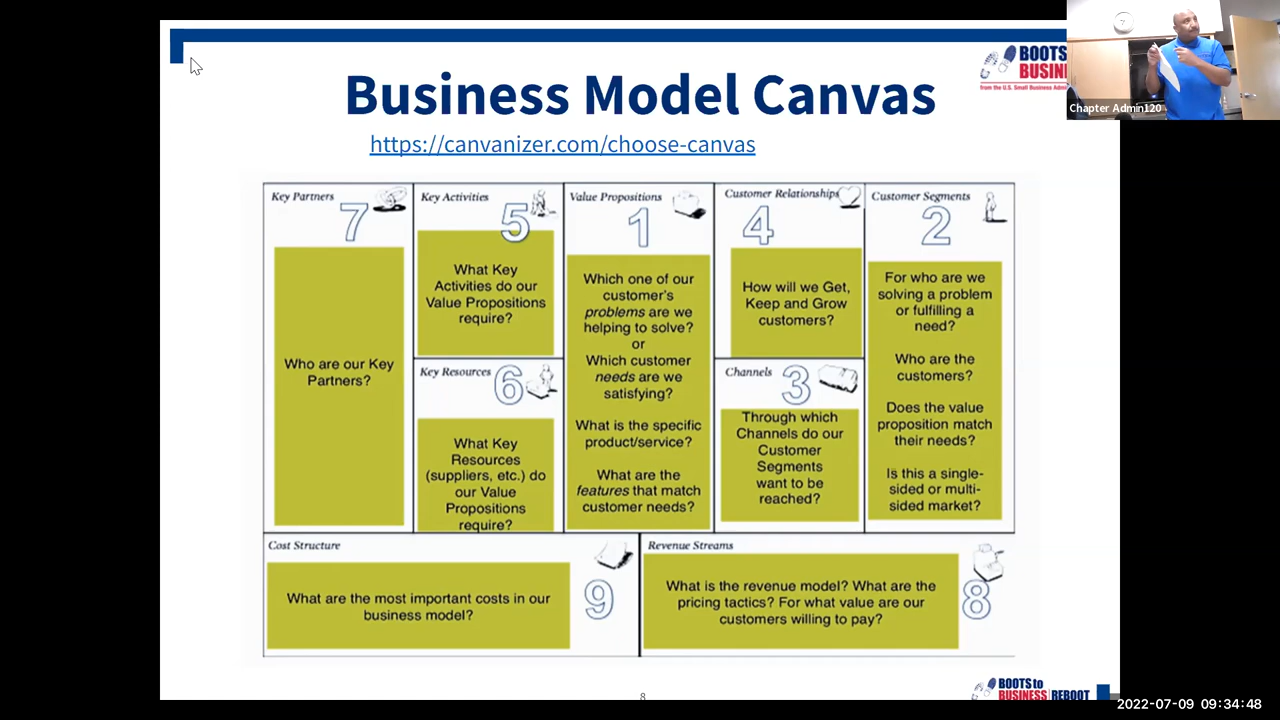 BOOTS
BUSIN
from the U.S. Small Business Adm
Chapter Admin120
Business Model Canvas
https://canvanizer.com/choose-canvas
Key Partners
7
Who are our Key
Partners?
Key Activities
5
What Key
Activities do our
Value Propositions
require?
Key Resources
6
What Key
Resources
(suppliers, etc.) do
our Value
Propositions
require?
Value Propositions
1
Which one of our
customer's
problems are we
helping to solve?
or
Which customer
needs are we
satisfying?
What is the specific
product/service?
What are the
features that match
customer needs?
Customer Relationships
4
How will we Get,
Keep and Grow
customers?
Channels
3
Through which
Channels do our
Customer
Segments
want to be
reached?
Customer Segments
2
For who are we
solving a problem
or fulfilling a
need?
Who are the
customers?
Does the value
proposition match
their needs?
Is this a single-
sided or multi-
sided market?
Cost Structure
What are the most important costs in our
business model?
9
Revenue Streams
What is the revenue model? What are the
pricing tactics? For what value are our
customers willing to pay?
8
8
BOOTS to
BUSINESS | REBOOT
2022-07-09 09:34:48